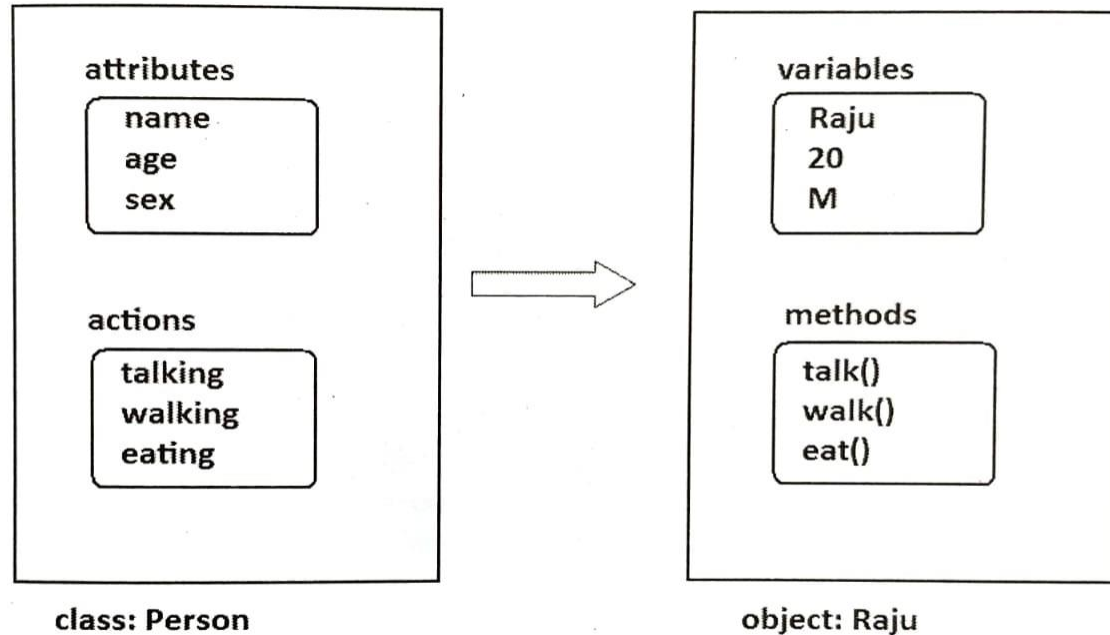 attributes
name
age
sex
actions
talking
walking
eating
class: Person
variables
Raju
20
M
methods
talk()
walk()
eat()
object: Raju